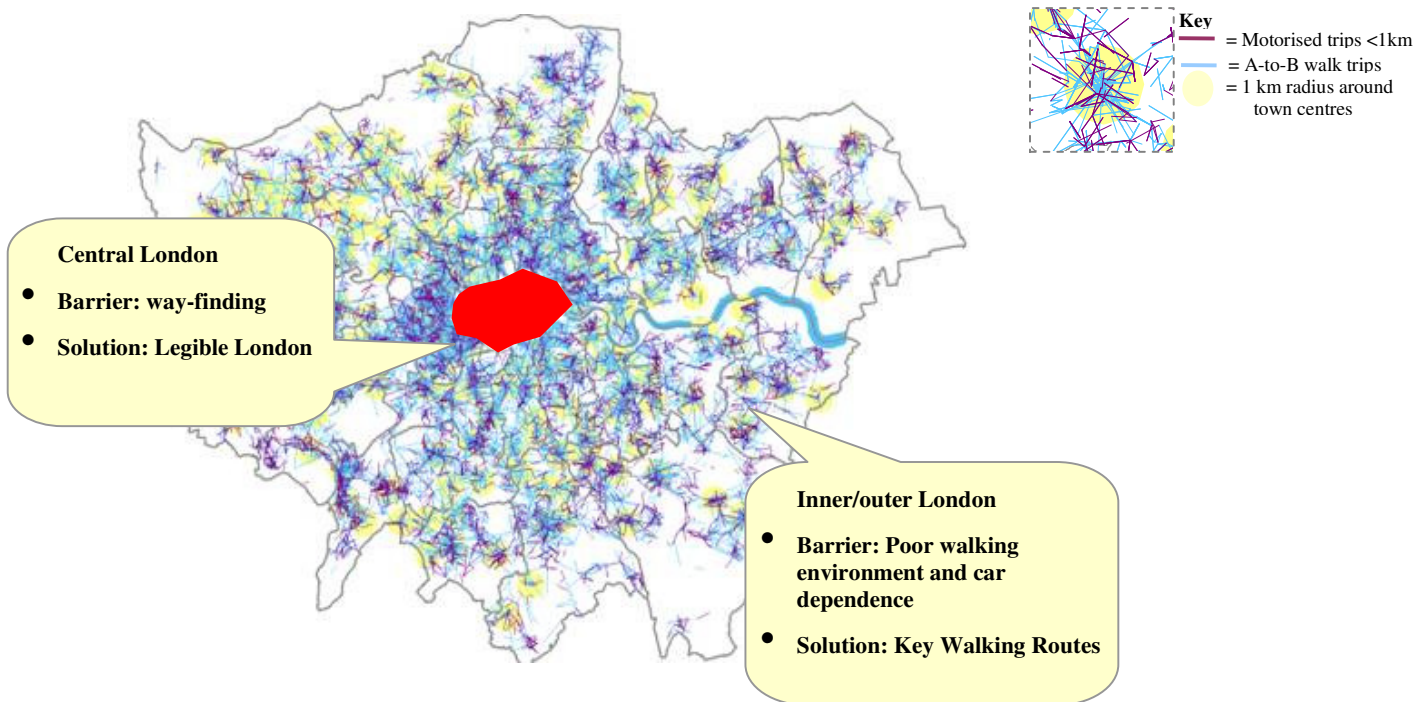 Key
= Motorised trips <1km
= A-to-B walk trips
= 1 km radius around
town centres
Central London
• Barrier: way-finding
• Solution: Legible London
Inner/outer London
• Barrier: Poor walking
environment and car
dependence
• Solution: Key Walking Routes